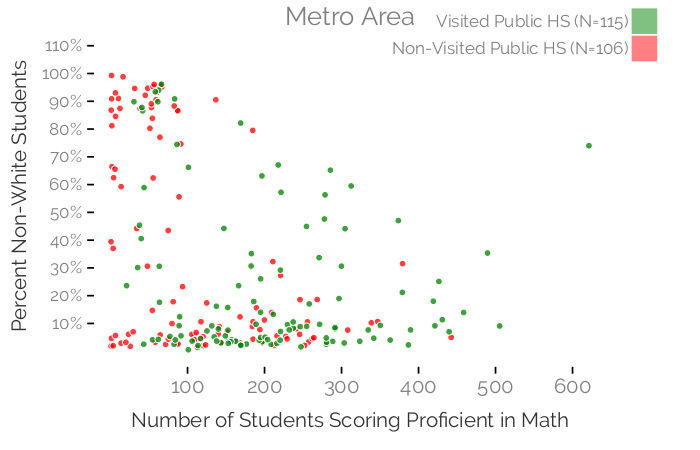 Metro Area
Visited Public HS (N=115)
Non-Visited Public HS (N=106)
Percent Non-White Students
110%
100%
90%
80%
70%
60%
50%
40%
30%
20%
10%
100 200 300 400 500 600
Number of Students Scoring Proficient in Math